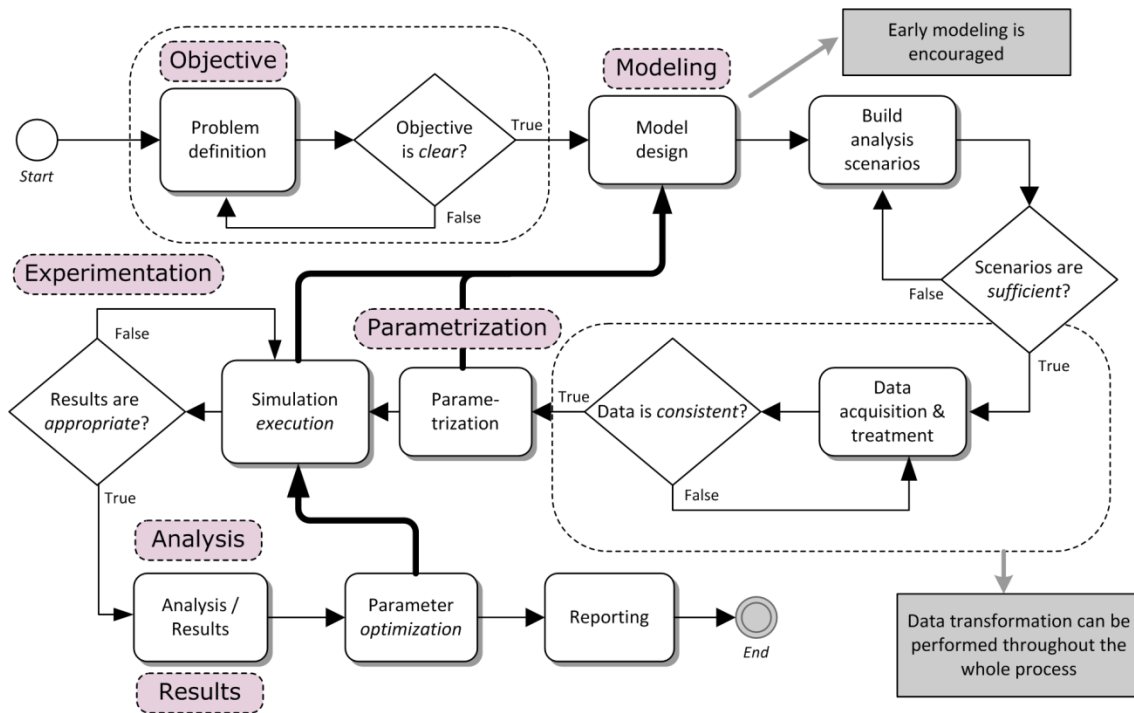 Early modeling is
encouraged
Objective
Modeling
Start
Problem
definition
Objective
is clear?
True
False
Model
design
Build
analysis
scenarios
Scenarios are
sufficient?
False
True
Experimentation
False
Parametrization
Results are
appropriate?
True
Simulation
execution
Parame-
trization
True
Data is consistent?
False
Data
acquisition &
treatment
Analysis
Analysis /
Results
Results
Parameter
optimization
Reporting
End
Data transformation can be
performed throughout the
whole process